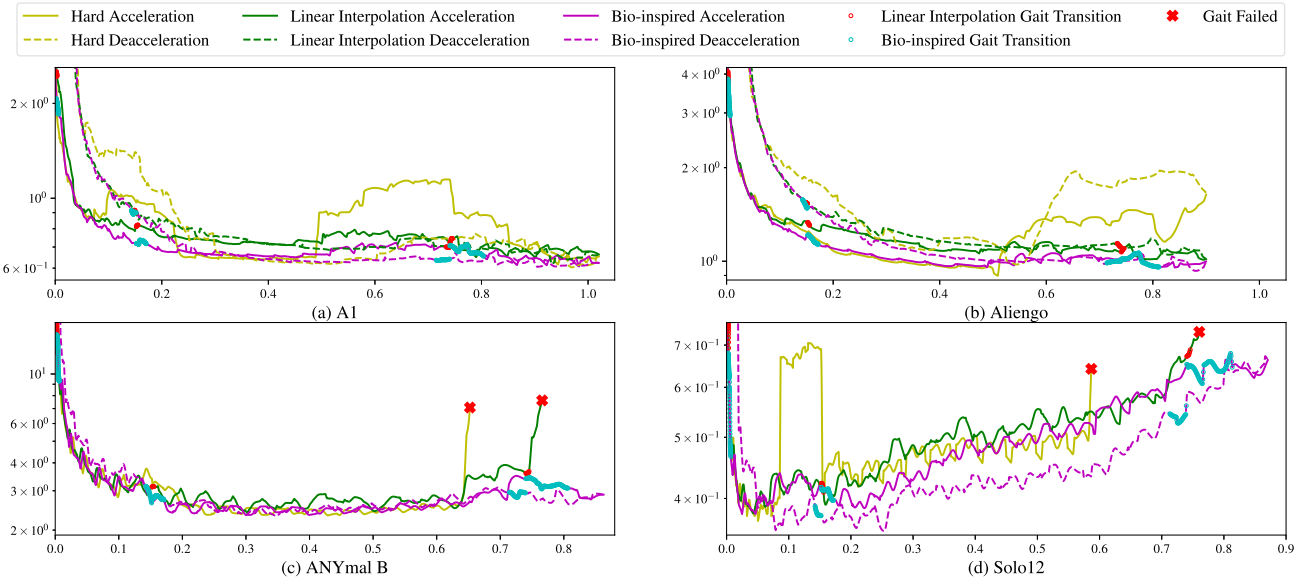 Hard Acceleration Linear Interpolation Acceleration Bio-inspired Acceleration Linear Interpolation Gait Transition Gait Failed
Hard Deacceleration Linear Interpolation Deacceleration Bio-inspired Deacceleration Bio-inspired Gait Transition
2 × 10⁰
10⁰
6 × 10⁻¹
0.0 0.2 0.4 0.6 0.8 1.0
(a) A1
4 × 10⁰
3 × 10⁰
2 × 10⁰
10⁰
0.0 0.2 0.4 0.6 0.8 1.0
(b) Aliengo
10¹
6 × 10⁰
4 × 10⁰
3 × 10⁰
2 × 10⁰
0.0 0.1 0.2 0.3 0.4 0.5 0.6 0.7 0.8
(c) ANYmal B
7 × 10⁻¹
6 × 10⁻¹
5 × 10⁻¹
4 × 10⁻¹
0.0 0.1 0.2 0.3 0.4 0.5 0.6 0.7 0.8 0.9
(d) Solo12